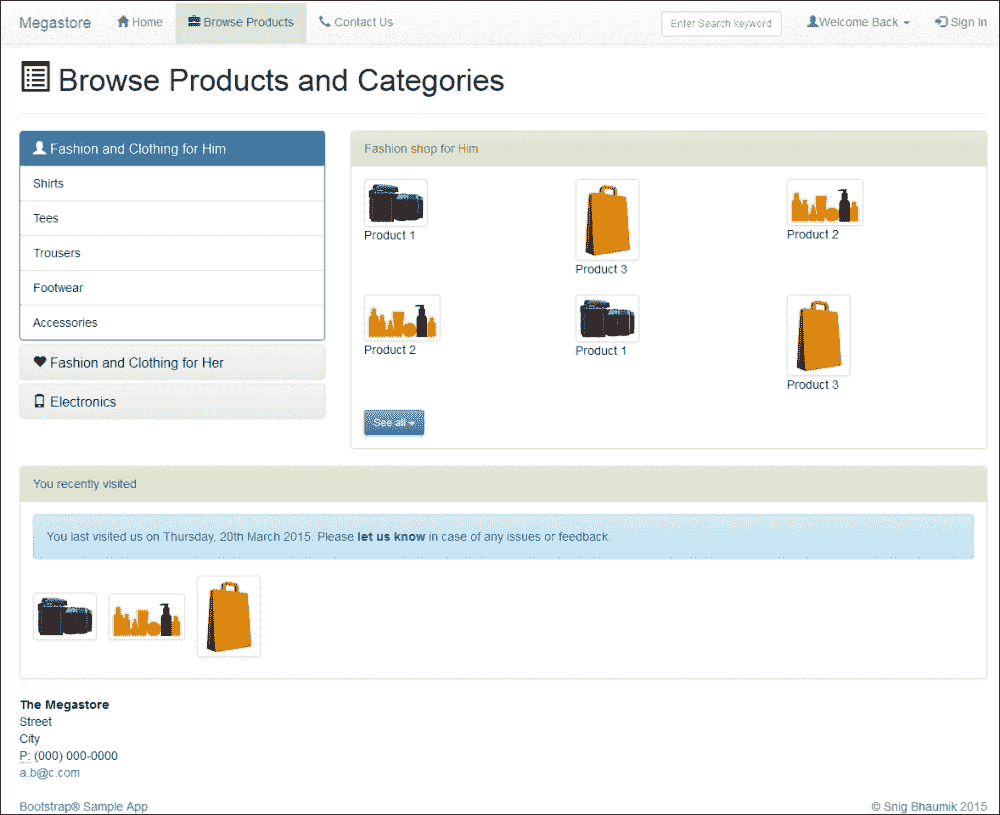 Megastore Home Browse Products Contact Us Enter Search keyword Welcome Back Sign In
Browse Products and Categories
Fashion and Clothing for Him
Shirts
Tees
Trousers
Footwear
Accessories
Fashion and Clothing for Her
Electronics
Fashion shop for Him
Product 1
Product 3
Product 2
Product 2
Product 1
Product 3
See all
You recently visited
You last visited us on Thursday, 20th March 2015. Please let us know in case of any issues or feedback.
The Megastore
Street
City
P: (000) 000-0000
a.b@c.com
Bootstrap® Sample App © Snig Bhaumik 2015